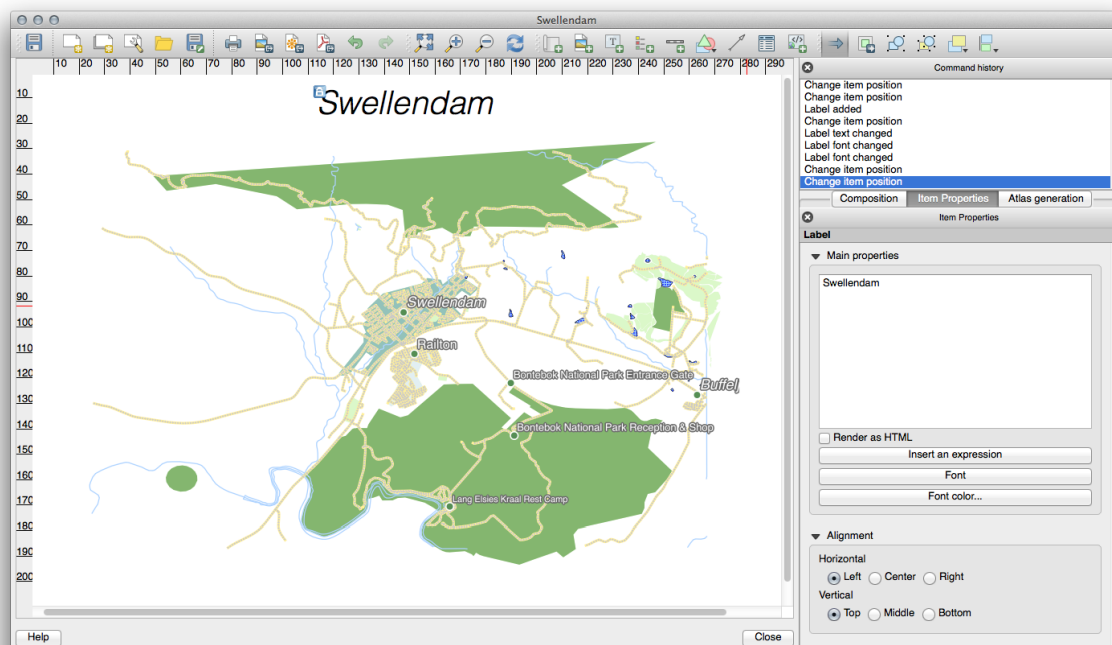 Swellendam
10 20 30 40 50 60 70 80 90 100 110 120 130 140 150 160 170 180 190 200 210 220 230 240 250 260 270 280 290
Command history
Change item position
Change item position
Label added
Change item position
Label text changed
Label font changed
Label font changed
Change item position
Change item position
Composition Item Properties Atlas generation
Item Properties
Label
Main properties
Swellendam
Render as HTML
Insert an expression
Font
Font color...
Alignment
Horizontal
Left Center Right
Vertical
Top Middle Bottom
10
20
30
40
50
60
70
80
90
100
110
120
130
140
150
160
170
180
190
200
Swellendam
Swellendam
Railton
Bontebok National Park Entrance Gate
Buffelj
Bontebok National Park Reception & Shop
Lang Elsies Kraal Rest Camp
Help Close